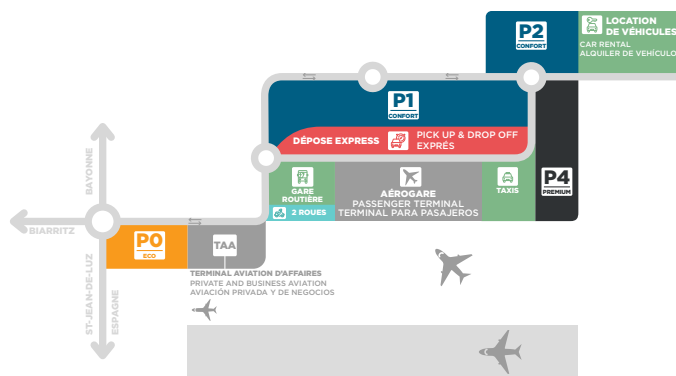 P2
CONFORT
LOCATION
DE VÉHICULES
CAR RENTAL
ALQUILER DE VEHÍCULO
P1
CONFORT
DÉPOSE EXPRESS
PICK UP & DROP OFF
EXPRÉS
GARE
ROUTIÈRE
2 ROUES
AÉROGARE
PASSENGER TERMINAL
TERMINAL PARA PASAJEROS
TAXIS
P4
PREMIUM
BAYONNE
BIARRITZ
ST-JEAN-DE-LUZ
ESPAGNE
P0
ECO
TAA
TERMINAL AVIATION D'AFFAIRES
PRIVATE AND BUSINESS AVIATION
AVIACIÓN PRIVADA Y DE NEGOCIOS